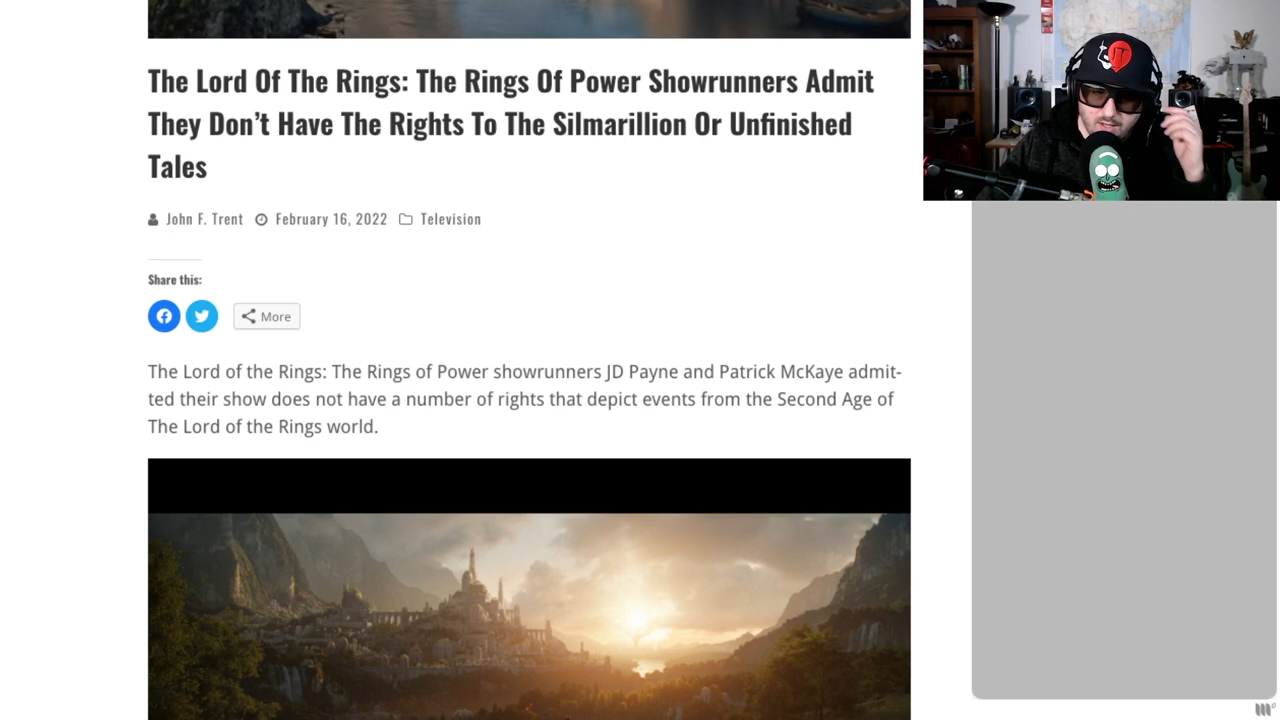 The Lord Of The Rings: The Rings Of Power Showrunners Admit
They Don't Have The Rights To The Silmarillion Or Unfinished
Tales
John F. Trent February 16, 2022 Television
Share this:
More
The Lord of the Rings: The Rings of Power showrunners JD Payne and Patrick McKaye admit-
ted their show does not have a number of rights that depict events from the Second Age of
The Lord of the Rings world.